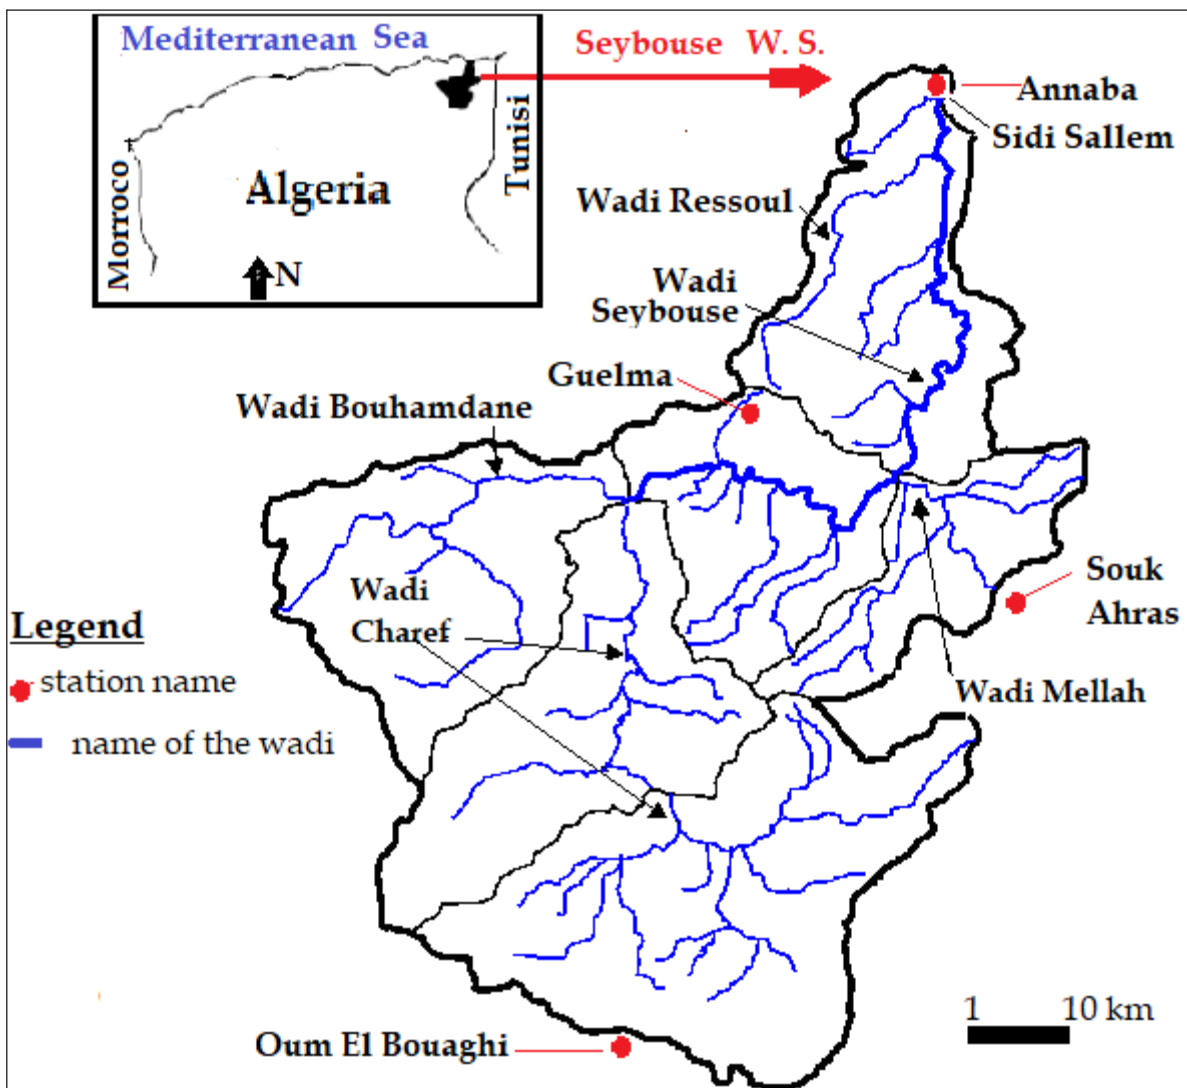 Mediterranean Sea
Seybouse W. S.
Morroco
Algeria
Tunisi
N
Annaba
Sidi Sallem
Wadi Ressoul
Wadi
Seybouse
Guelma
Wadi Bouhamdane
Wadi
Charef
Souk
Ahras
Wadi Mellah
Legend
station name
name of the wadi
Oum El Bouaghi
1 10 km